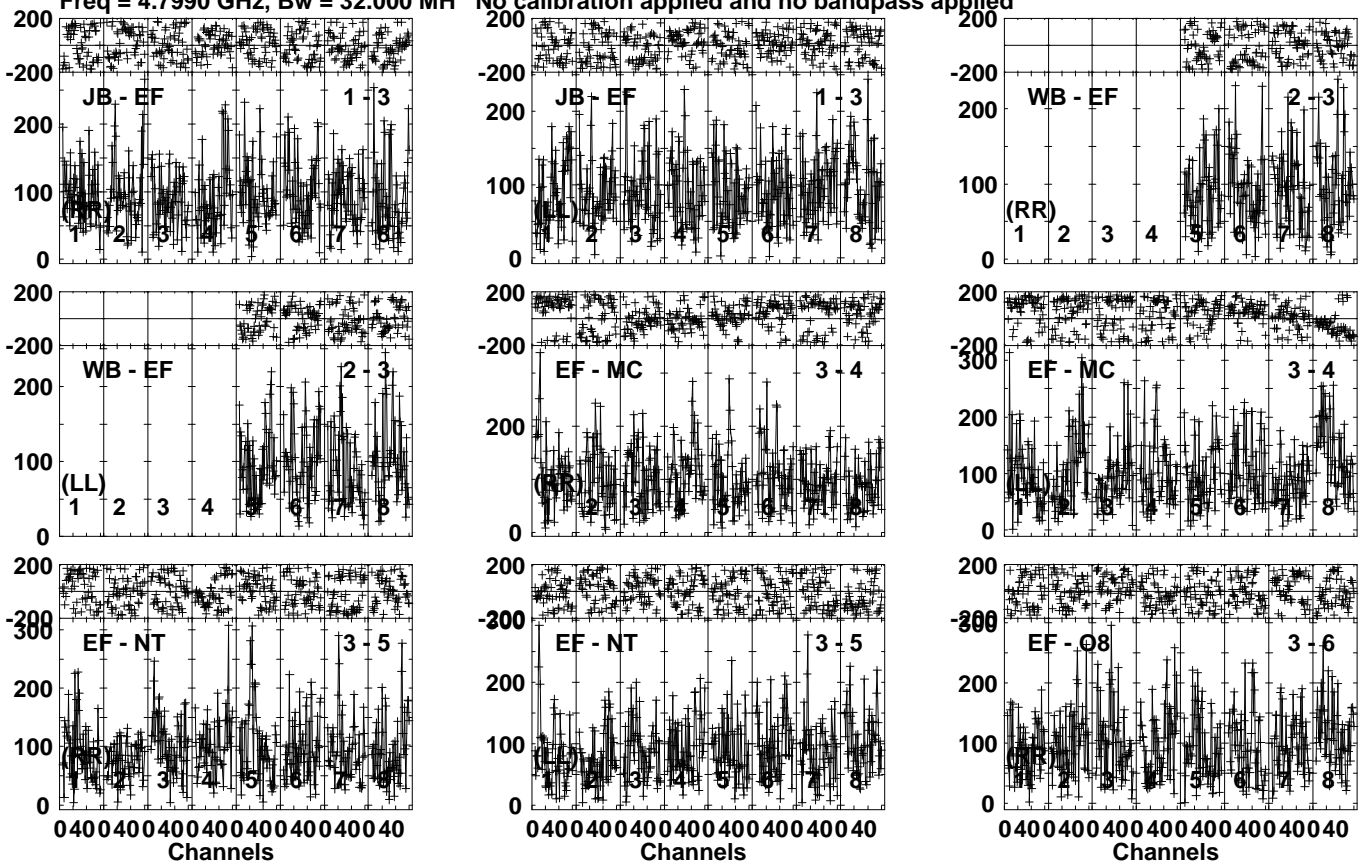 Freq = 4.7990 GHz, Bw = 32.000 MH No calibration applied and no bandpass applied
200 200 200
-200 -200 -200
JB - EF 1 - 3 JB - EF 1 - 3 WB - EF 2 - 3
200 200 200
100 100 100
(RR) (LL) (RR)
1 2 3 4 5 6 7 8 1 2 3 4 5 6 7 8 1 2 3 4 5 6 7 8
0 0 0
200 200 200
-200 -200 -200
WB - EF 2 - 3 EF - MC 3 - 4 EF - MC 3 - 4
300
200 200 200
100 100
(LL) (RR) (LL)
1 2 3 4 5 6 7 8 1 2 3 4 5 6 7 8 1 2 3 4 5 6 7 8
0 0 0
200 200 200
-200 -200 -200
300 300 300
EF - NT 3 - 5 EF - NT 3 - 5 EF - O8 3 - 6
200 200 200
100 100 100
(RR) (LL) (RR)
1 2 3 4 5 6 7 8 1 2 3 4 5 6 7 8 1 2 3 4 5 6 7 8
0 0 0
0 40 0 40 0 40 0 40 0 40 0 40 0 40 0 40 0 40 0 40 0 40 0 40 0 40 0 40 0 40 0 40 0 40 0 40 0 40 0 40 0 40 0 40 0 40 0 40
Channels Channels Channels